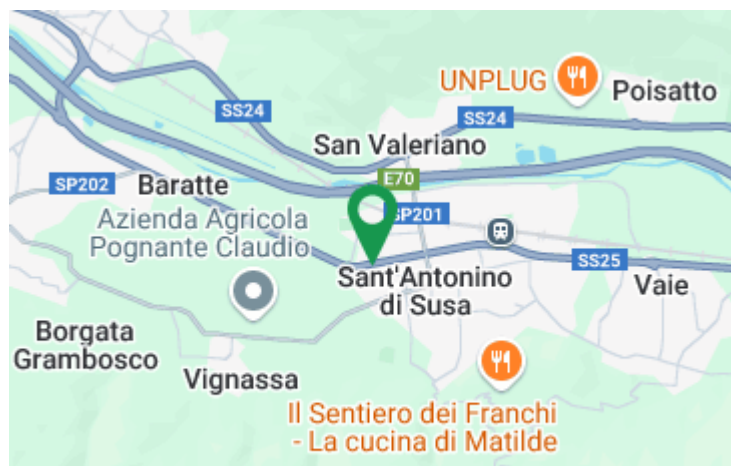 UNPLUG
Poisatto
SS24
SS24
San Valeriano
E70
SP202
Baratte
SP201
Azienda Agricola
Pognante Claudio
SS25
Sant'Antonino
di Susa
Vaie
Borgata
Grambosco
Vignassa
Il Sentiero dei Franchi
- La cucina di Matilde